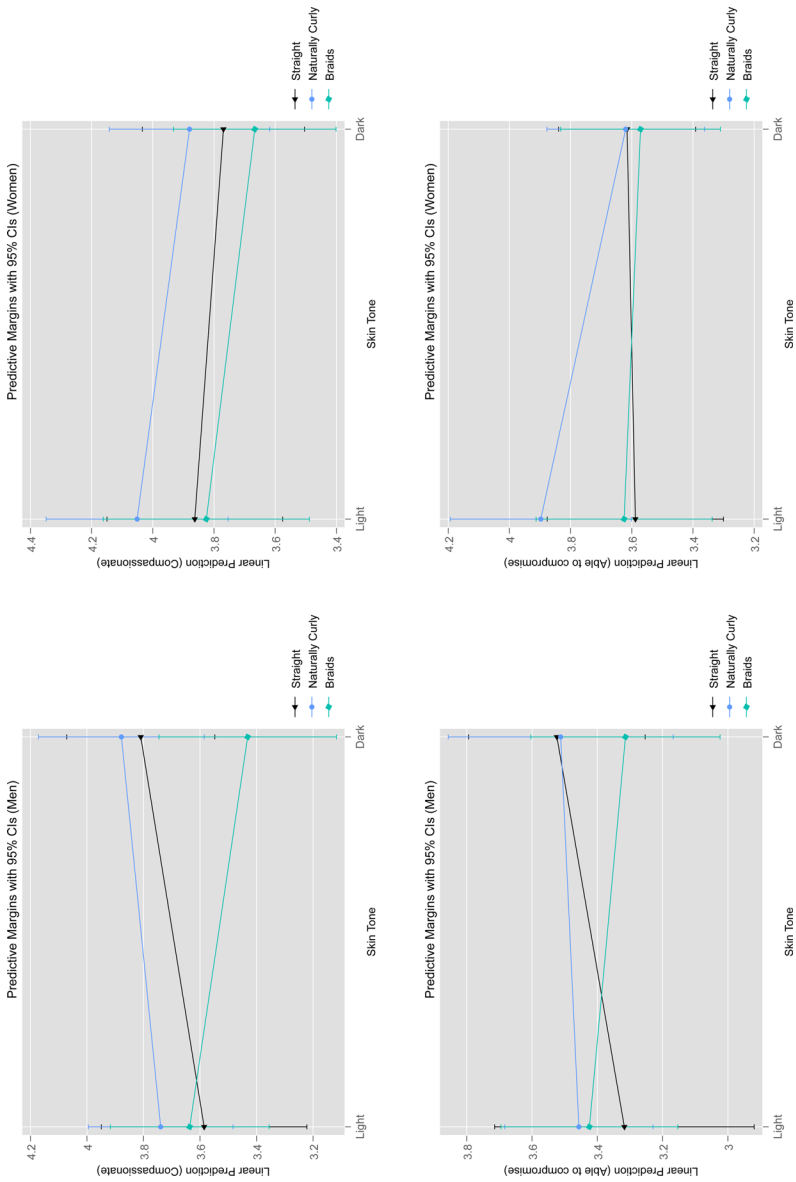 Predictive Margins with 95% CIs (Men)
Linear Prediction (Compassionate)
4.2
4
3.8
3.6
3.4
3.2
Light
Dark
Skin Tone
Straight
Naturally Curly
Braids
Predictive Margins with 95% CIs (Women)
Linear Prediction (Compassionate)
4.4
4.2
4
3.8
3.6
3.4
Light
Dark
Skin Tone
Straight
Naturally Curly
Braids
Predictive Margins with 95% CIs (Men)
Linear Prediction (Able to compromise)
3.8
3.6
3.4
3.2
3
Light
Dark
Skin Tone
Straight
Naturally Curly
Braids
Predictive Margins with 95% CIs (Women)
Linear Prediction (Able to compromise)
4.2
4
3.8
3.6
3.4
3.2
Light
Dark
Skin Tone
Straight
Naturally Curly
Braids